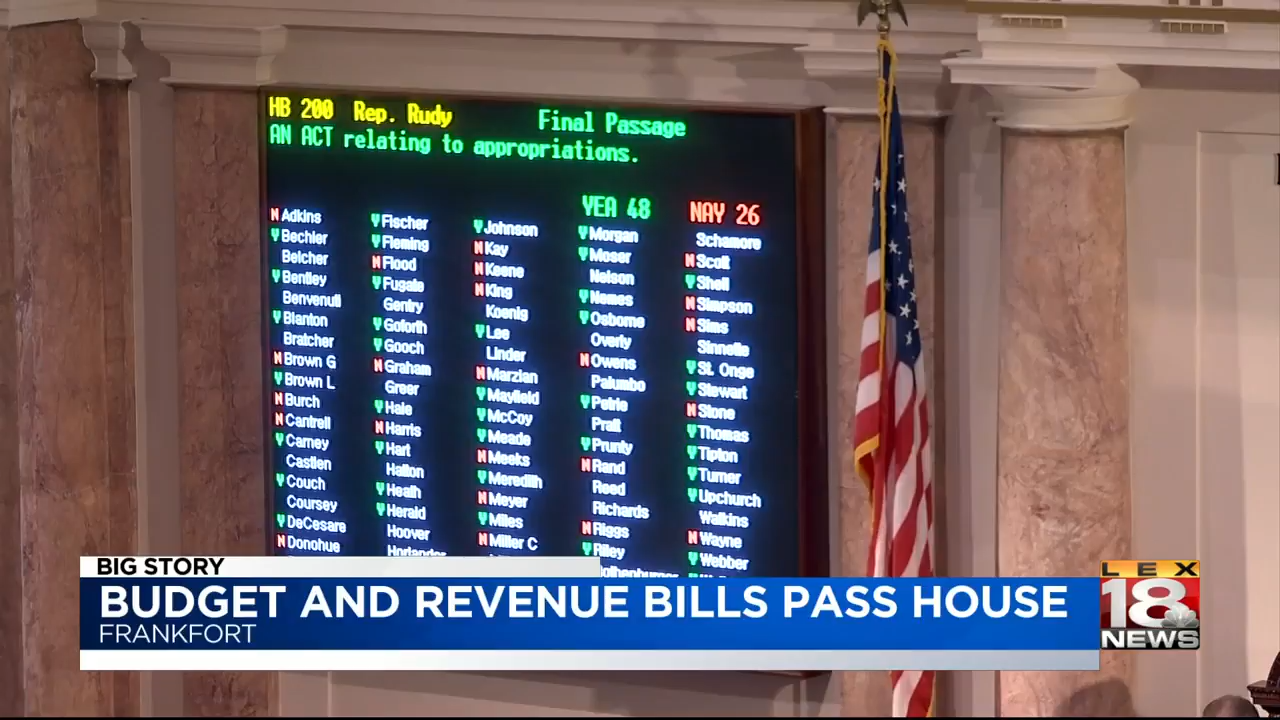 HB 200 Rep. Rudy Final Passage
AN ACT relating to appropriations.
YEA 48 NAY 26
N Adkins
Y Bechler
Belcher
Y Bentley
Benvenuti
Y Blanton
Bratcher
N Brown G
Y Brown L
N Burch
N Cantrell
Y Carney
Castlen
Y Couch
Coursey
Y DeCesare
N Donohue
Y Fischer
Y Fleming
N Flood
Y Fugate
Gentry
Y Goforth
Y Gooch
N Graham
Greer
Y Hale
N Harris
Y Hart
Hatton
Y Heath
Y Herald
Hoover
Horlander
Y Johnson
N Kay
N Keene
N King
Koenig
Y Lee
Linder
N Marzian
Y Mayfield
Y McCoy
Y Meade
N Meeks
Y Meredith
N Meyer
Y Miles
N Miller C
Y Morgan
Y Moser
Nelson
Y Nemes
Y Osborne
Overly
N Owens
Palumbo
Y Petrie
Pratt
Y Prunty
N Rand
Reed
Richards
N Riggs
Y Riley
Schamore
N Scott
Y Shell
N Simpson
N Sims
Sinnette
Y St. Onge
Y Stewart
N Stone
Y Thomas
Y Tipton
Y Turner
Y Upchurch
Watkins
N Wayne
Y Webber
BIG STORY
BUDGET AND REVENUE BILLS PASS HOUSE
FRANKFORT
LEX
18
NEWS